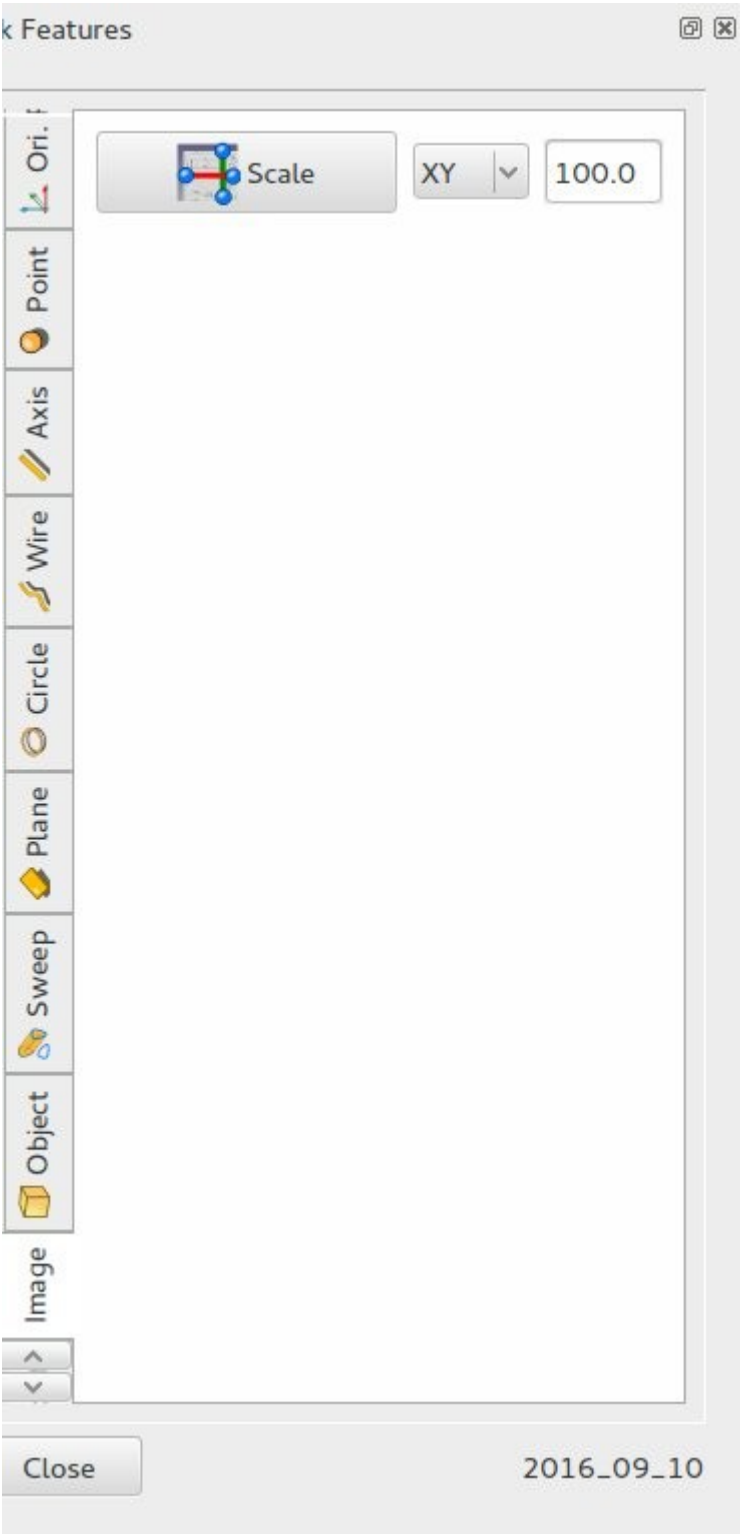 k Features
Scale
XY
100.0
Ori.
Point
Axis
Wire
Circle
Plane
Sweep
Object
Image
Close
2016_09_10